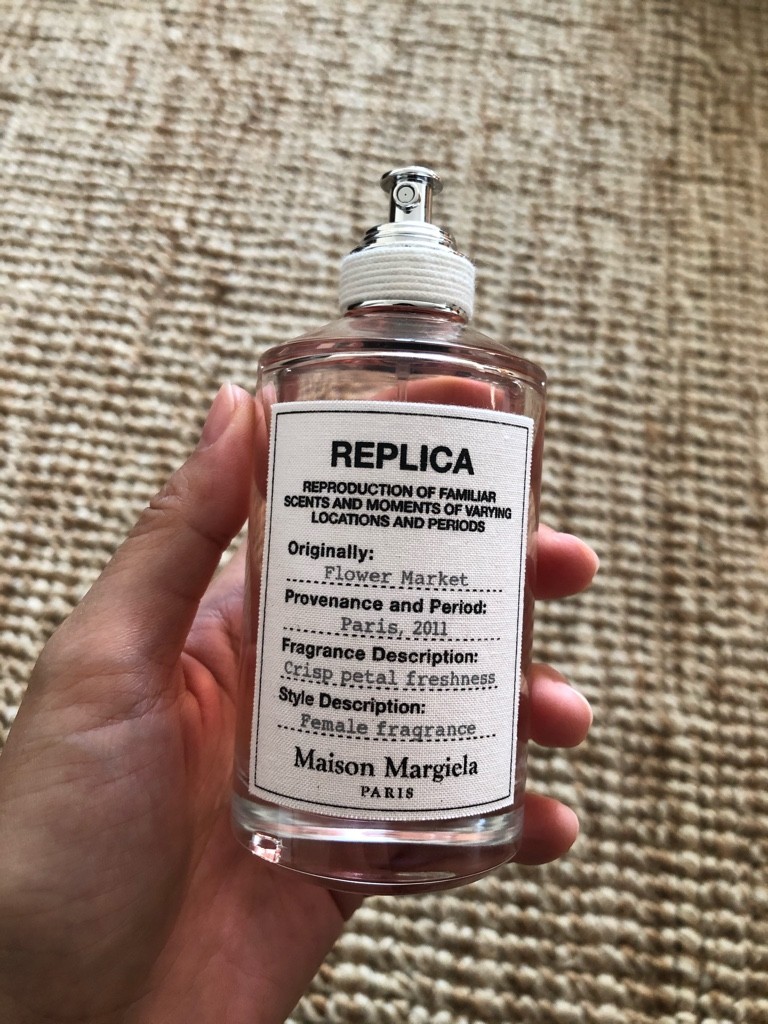 REPLICA
REPRODUCTION OF FAMILIAR
SCENTS AND MOMENTS OF VARYING
LOCATIONS AND PERIODS
Originally:
Flower Market
Provenance and Period:
Paris, 2011
Fragrance Description:
Crisp petal freshness
Style Description:
Female fragrance
Maison Margiela
PARIS